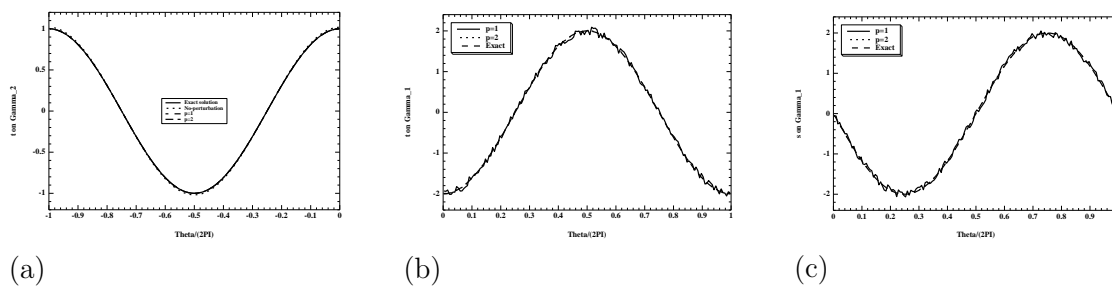 1
0.5
0
-0.5
-1
t on Gamma_2
Exact solution
No-perturbation
p=1
p=2
-1 -0.9 -0.8 -0.7 -0.6 -0.5 -0.4 -0.3 -0.2 -0.1 0
Theta/(2PI)
(a)
2
1
0
-1
-2
t on Gamma_1
p=1
p=2
Exact
0 0.1 0.2 0.3 0.4 0.5 0.6 0.7 0.8 0.9 1
Theta/(2PI)
(b)
2
1
0
-1
-2
s on Gamma_1
p=1
p=2
Exact
0 0.1 0.2 0.3 0.4 0.5 0.6 0.7 0.8 0.9
Theta/(2PI)
(c)